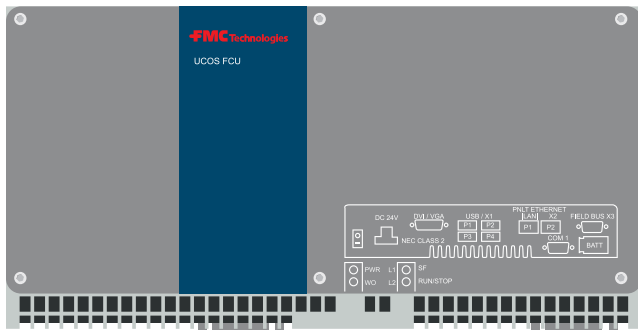 FMC Technologies
UCOS FCU
PNLT ETHERNET
DC 24V DVI / VGA USB / X1 LAN X2 FIELD BUS X3
P1 P2 P1 P2
P3 P4
NEC CLASS 2 COM 1 BATT
PWR L1 SF
WO L2 RUN/STOP